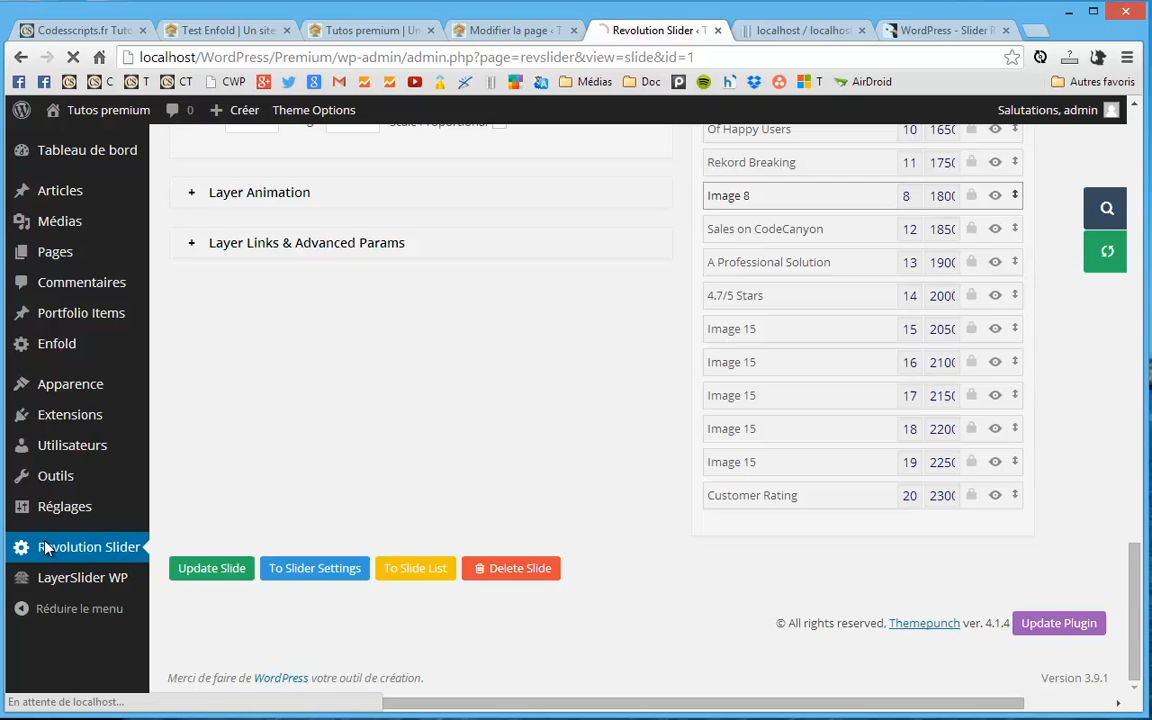 Codesscripts.fr Tuto
Test Enfold | Un site
Tutos premium | Un
Modifier la page ‹ T
Revolution Slider ‹ T
localhost / localhos
WordPress - Slider R
localhost/WordPress/Premium/wp-admin/admin.php?page=revslider&view=slide&id=1
C
T
CWP
CT
Médias
Doc
T
AirDroid
Autres favoris
Tutos premium
0
Créer
Theme Options
Salutations, admin
Tableau de bord
Articles
Médias
Pages
Commentaires
Portfolio Items
Enfold
Apparence
Extensions
Utilisateurs
Outils
Réglages
Revolution Slider
LayerSlider WP
Réduire le menu
Scale Proportional
+ Layer Animation
+ Layer Links & Advanced Params
Of Happy Users 10 1650
Rekord Breaking 11 1750
Image 8 8 1800
Sales on CodeCanyon 12 1850
A Professional Solution 13 1900
4.7/5 Stars 14 2000
Image 15 15 2050
Image 15 16 2100
Image 15 17 2150
Image 15 18 2200
Image 15 19 2250
Customer Rating 20 2300
Update Slide
To Slider Settings
To Slide List
Delete Slide
© All rights reserved, Themepunch ver. 4.1.4 Update Plugin
Merci de faire de WordPress votre outil de création.
Version 3.9.1
En attente de localhost...